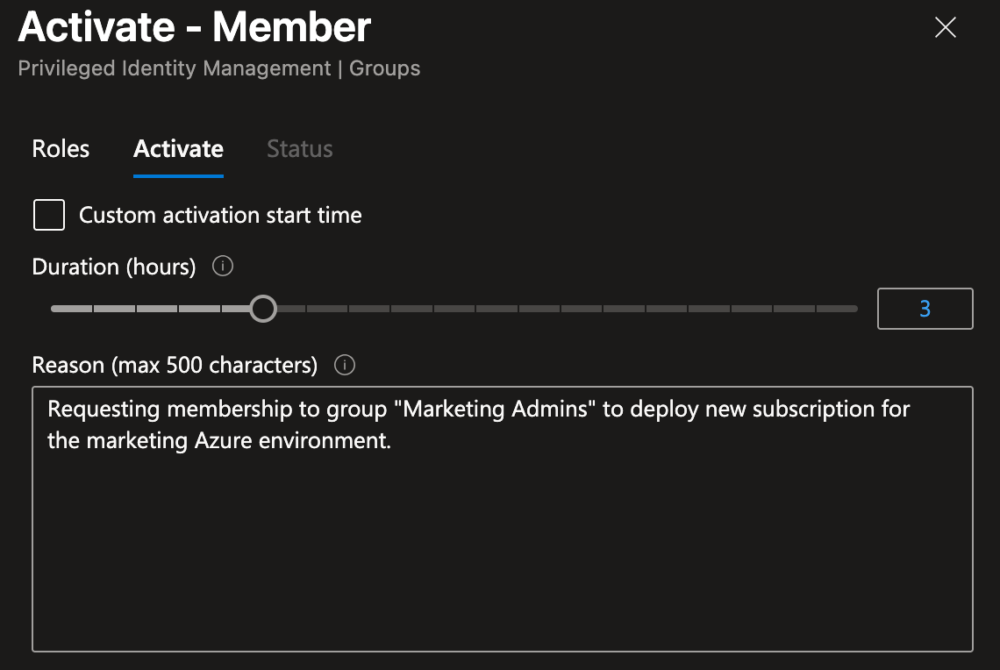 Activate - Member
Privileged Identity Management | Groups
Roles Activate Status
Custom activation start time
Duration (hours)
3
Reason (max 500 characters)
Requesting membership to group "Marketing Admins" to deploy new subscription for
the marketing Azure environment.